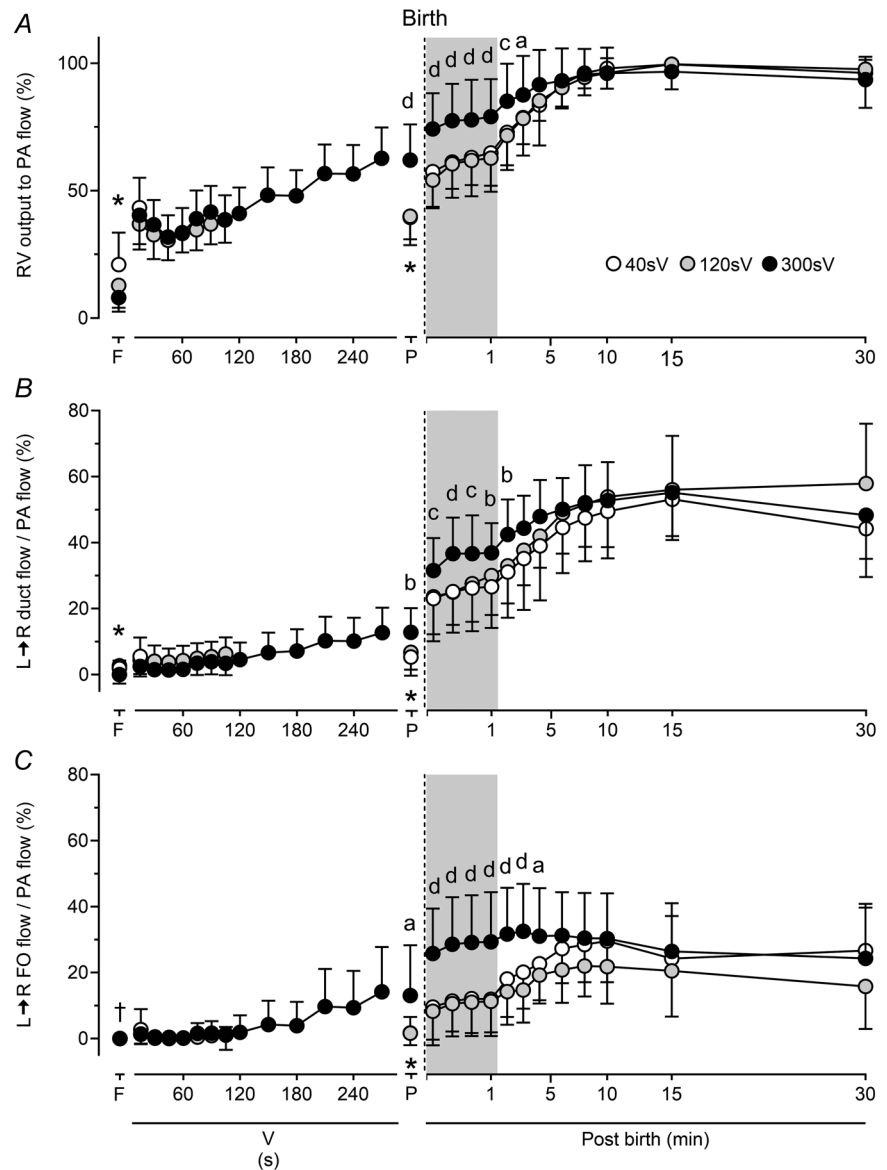 A
Birth
RV output to PA flow (%)
100
50
0
*
d
*
d d d d c a
40sV 120sV 300sV
F 60 120 180 240 P 1 5 10 15 30
B
L→R duct flow / PA flow (%)
80
60
40
20
0
*
b
*
c d c b b
F 60 120 180 240 P 1 5 10 15 30
C
L→R FO flow / PA flow (%)
80
60
40
20
0
†
a
*
d d d d d d a
F 60 120 180 240 P 1 5 10 15 30
V
(s)
Post birth (min)